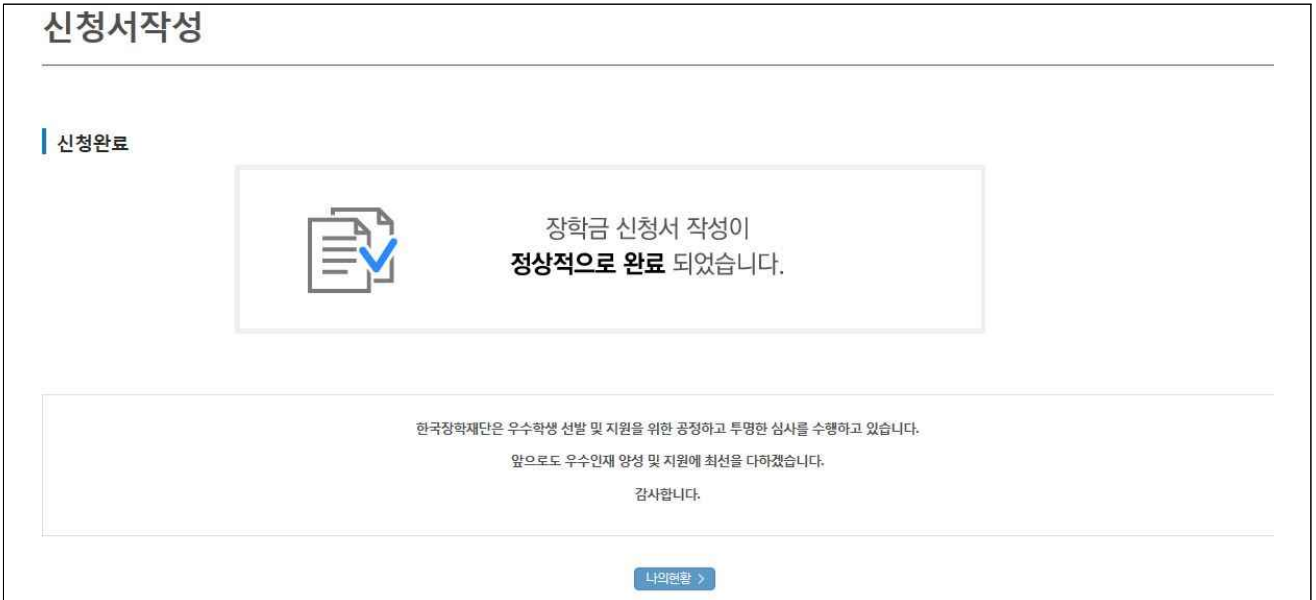 신청서작성
신청완료
장학금 신청서 작성이
정상적으로 완료 되었습니다.
한국장학재단은 우수학생 선발 및 지원을 위한 공정하고 투명한 심사를 수행하고 있습니다.
앞으로도 우수인재 양성 및 지원에 최선을 다하겠습니다.
감사합니다.
나의현황 >